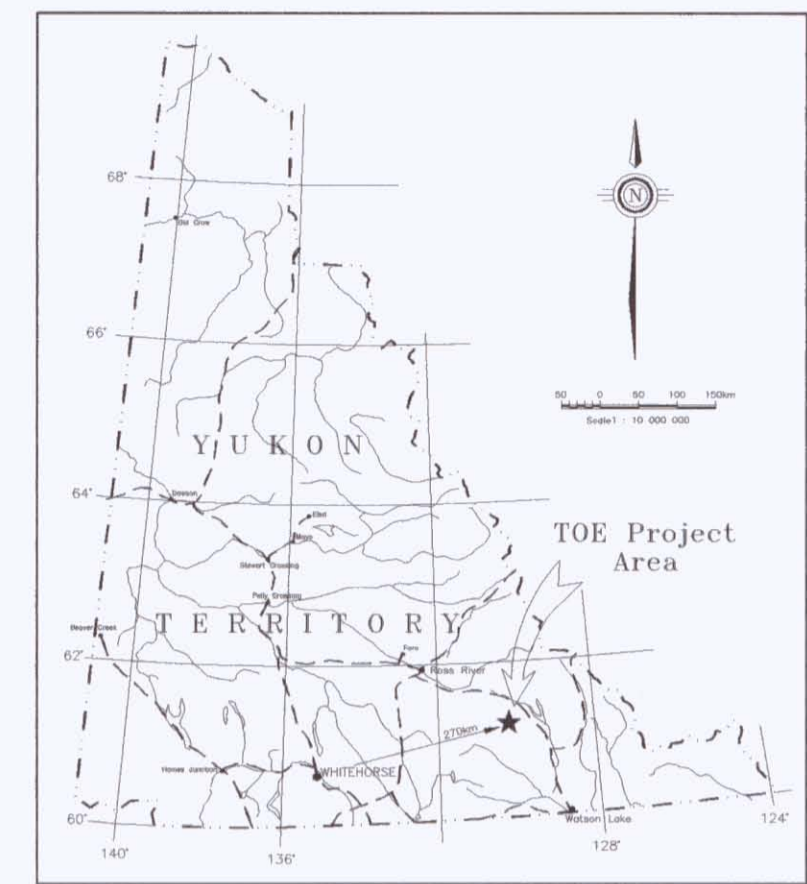 68°
Old Crow
N
66°
50 0 50 100 150km
Scale 1 : 10 000 000
YUKON
64°
Dawson
Elsa
Mayo
Stewart Crossing
TOE Project
Area
Pelly Crossing
TERRITORY
Beaver Creek
62°
Faro
Ross River
270km
Haines Junction
WHITEHORSE
60°
Watson Lake
140°
136°
128°
124°